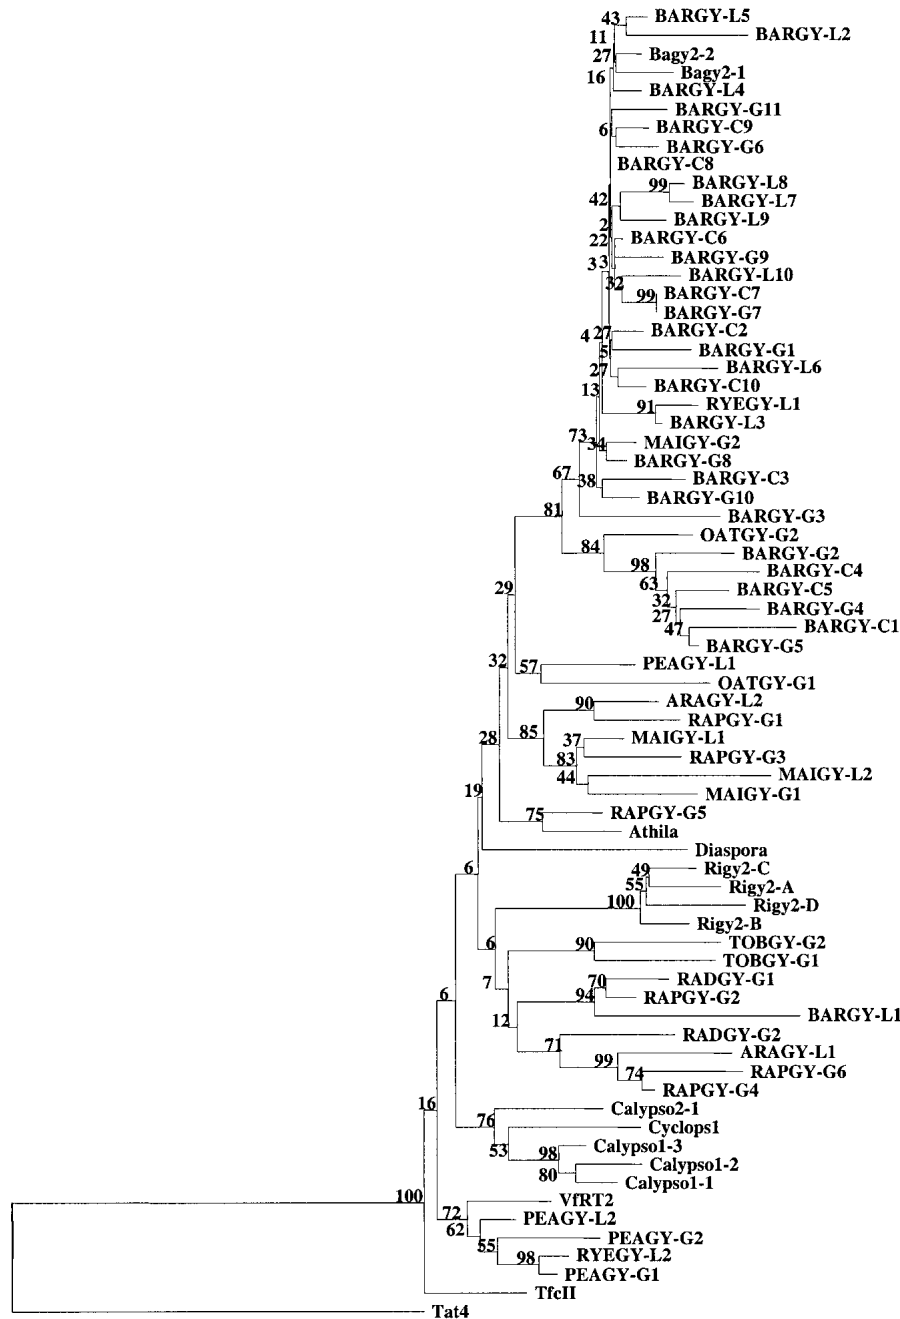 43 BARGY-L5
11 BARGY-L2
27 Bagy2-2
Bagy2-1
16
BARGY-L4
BARGY-G11
6 BARGY-C9
BARGY-G6
BARGY-C8
99 BARGY-L8
42 BARGY-L7
BARGY-L9
2
22 BARGY-C6
33 BARGY-G9
32 BARGY-L10
99 BARGY-C7
BARGY-G7
4 27 BARGY-C2
5 BARGY-G1
27 BARGY-L6
13 BARGY-C10
91 RYEGY-L1
BARGY-L3
73 34 MAIGY-G2
BARGY-G8
67 38 BARGY-C3
BARGY-G10
81 BARGY-G3
OATGY-G2
84 BARGY-G2
98 BARGY-C4
63
29 32 BARGY-C5
27 BARGY-G4
47 BARGY-C1
BARGY-G5
32 57 PEAGY-L1
OATGY-G1
90 ARAGY-L2
RAPGY-G1
28 85 37 MAIGY-L1
83 RAPGY-G3
44 MAIGY-L2
19 MAIGY-G1
75 RAPGY-G5
Athila
Diaspora
6 49 Rigy2-C
55 Rigy2-A
100 Rigy2-D
Rigy2-B
6 90 TOBGY-G2
TOBGY-G1
7 70 RADGY-G1
6 94 RAPGY-G2
12 BARGY-L1
RADGY-G2
71 99 ARAGY-L1
74 RAPGY-G6
RAPGY-G4
16 76 Calypso2-1
Cyclops1
53 98 Calypso1-3
80 Calypso1-2
Calypso1-1
100 VfRT2
72 PEAGY-L2
62
55 PEAGY-G2
98 RYEGY-L2
PEAGY-G1
TfcII
Tat4